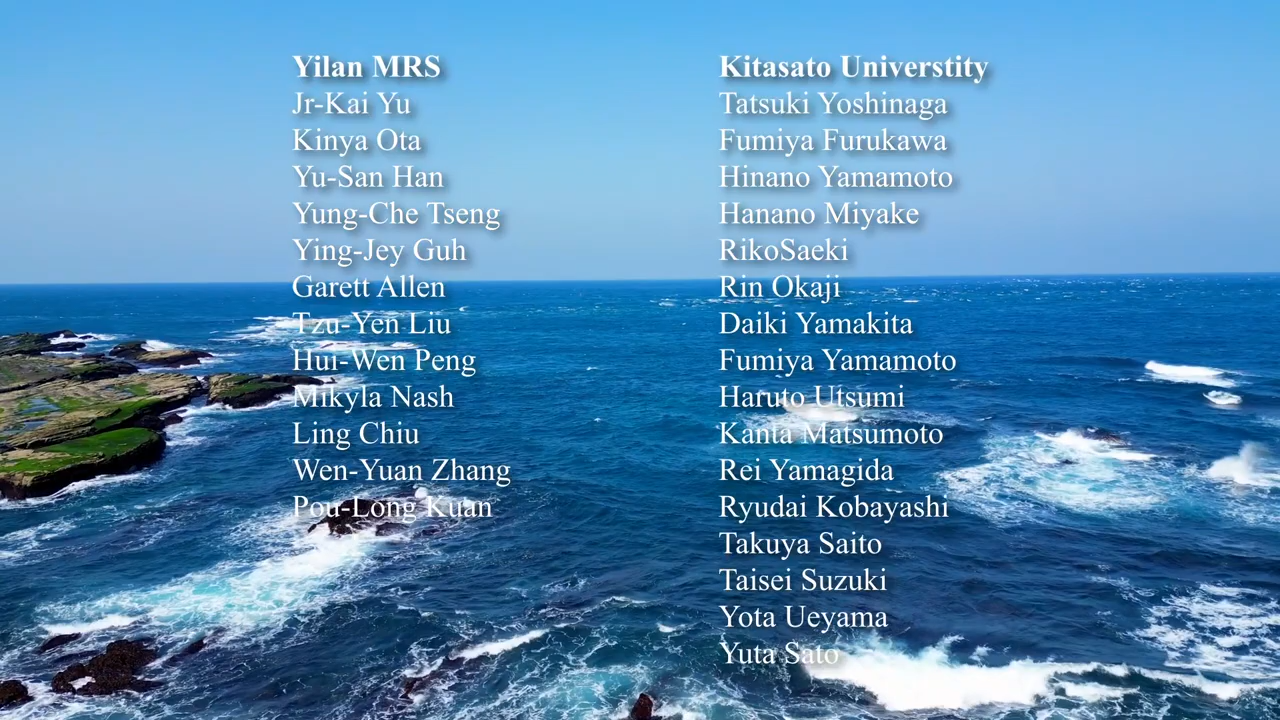 Yilan MRS
Jr-Kai Yu
Kinya Ota
Yu-San Han
Yung-Che Tseng
Ying-Jey Guh
Garett Allen
Tzu-Yen Liu
Hui-Wen Peng
Mikyla Nash
Ling Chiu
Wen-Yuan Zhang
Pou-Long Kuan
Kitasato Universtity
Tatsuki Yoshinaga
Fumiya Furukawa
Hinano Yamamoto
Hanano Miyake
RikoSaeki
Rin Okaji
Daiki Yamakita
Fumiya Yamamoto
Haruto Utsumi
Kanta Matsumoto
Rei Yamagida
Ryudai Kobayashi
Takuya Saito
Taisei Suzuki
Yota Ueyama
Yuta Sato